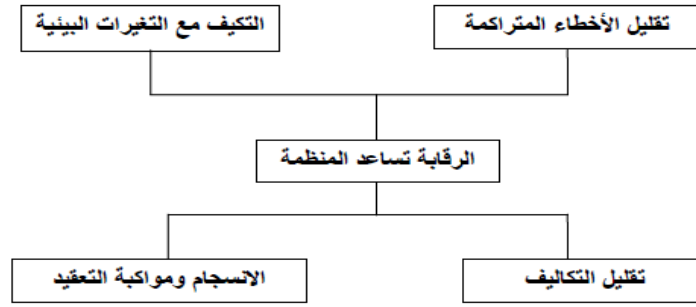 تقليل الأخطاء المتراكمة
التكيف مع التغيرات البيئية
الرقابة تساعد المنظمة
تقليل التكاليف
الانسجام ومواكبة التعقيد